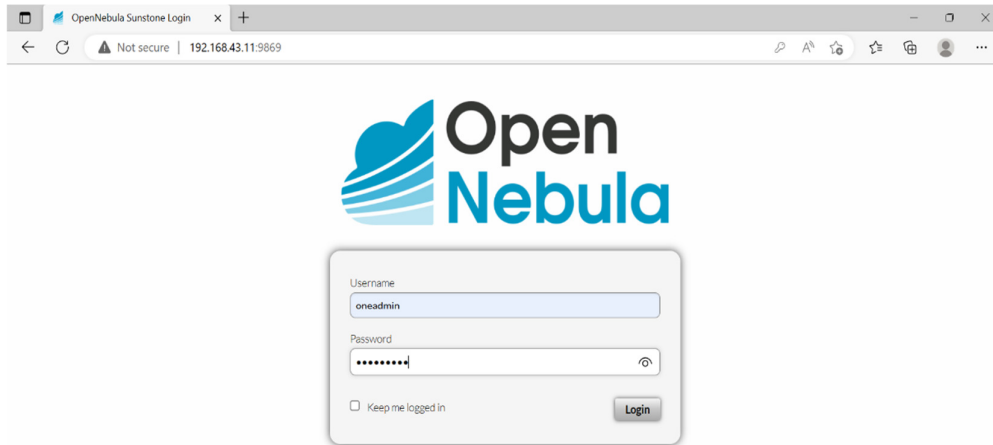 OpenNebula Sunstone Login
Not secure | 192.168.43.11:9869
Open
Nebula
Username
oneadmin
Password
•••••••••
Keep me logged in
Login